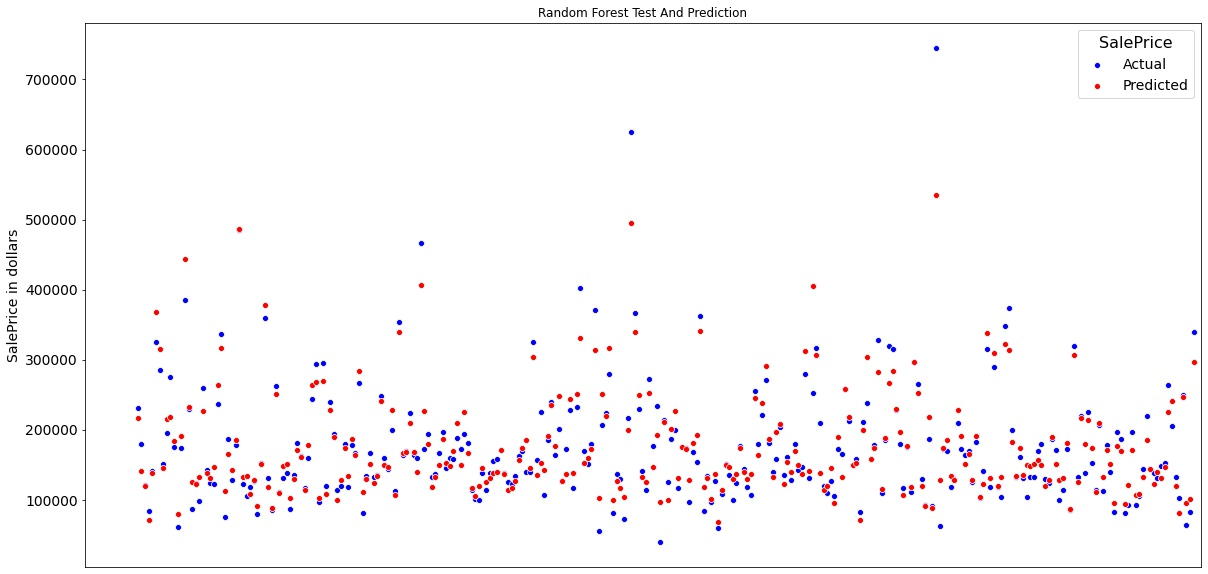 Random Forest Test And Prediction
SalePrice
Actual
Predicted
SalePrice in dollars
700000
600000
500000
400000
300000
200000
100000